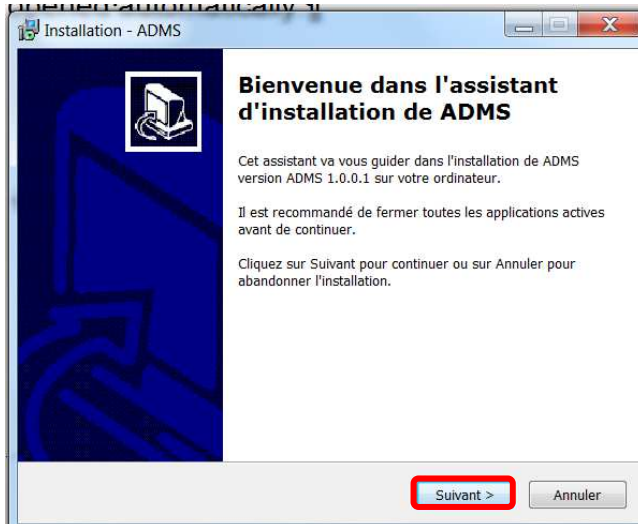 opened automatically
Installation - ADMS
Bienvenue dans l'assistant
d'installation de ADMS
Cet assistant va vous guider dans l'installation de ADMS
version ADMS 1.0.0.1 sur votre ordinateur.
Il est recommandé de fermer toutes les applications actives
avant de continuer.
Cliquez sur Suivant pour continuer ou sur Annuler pour
abandonner l'installation.
Suivant >
Annuler